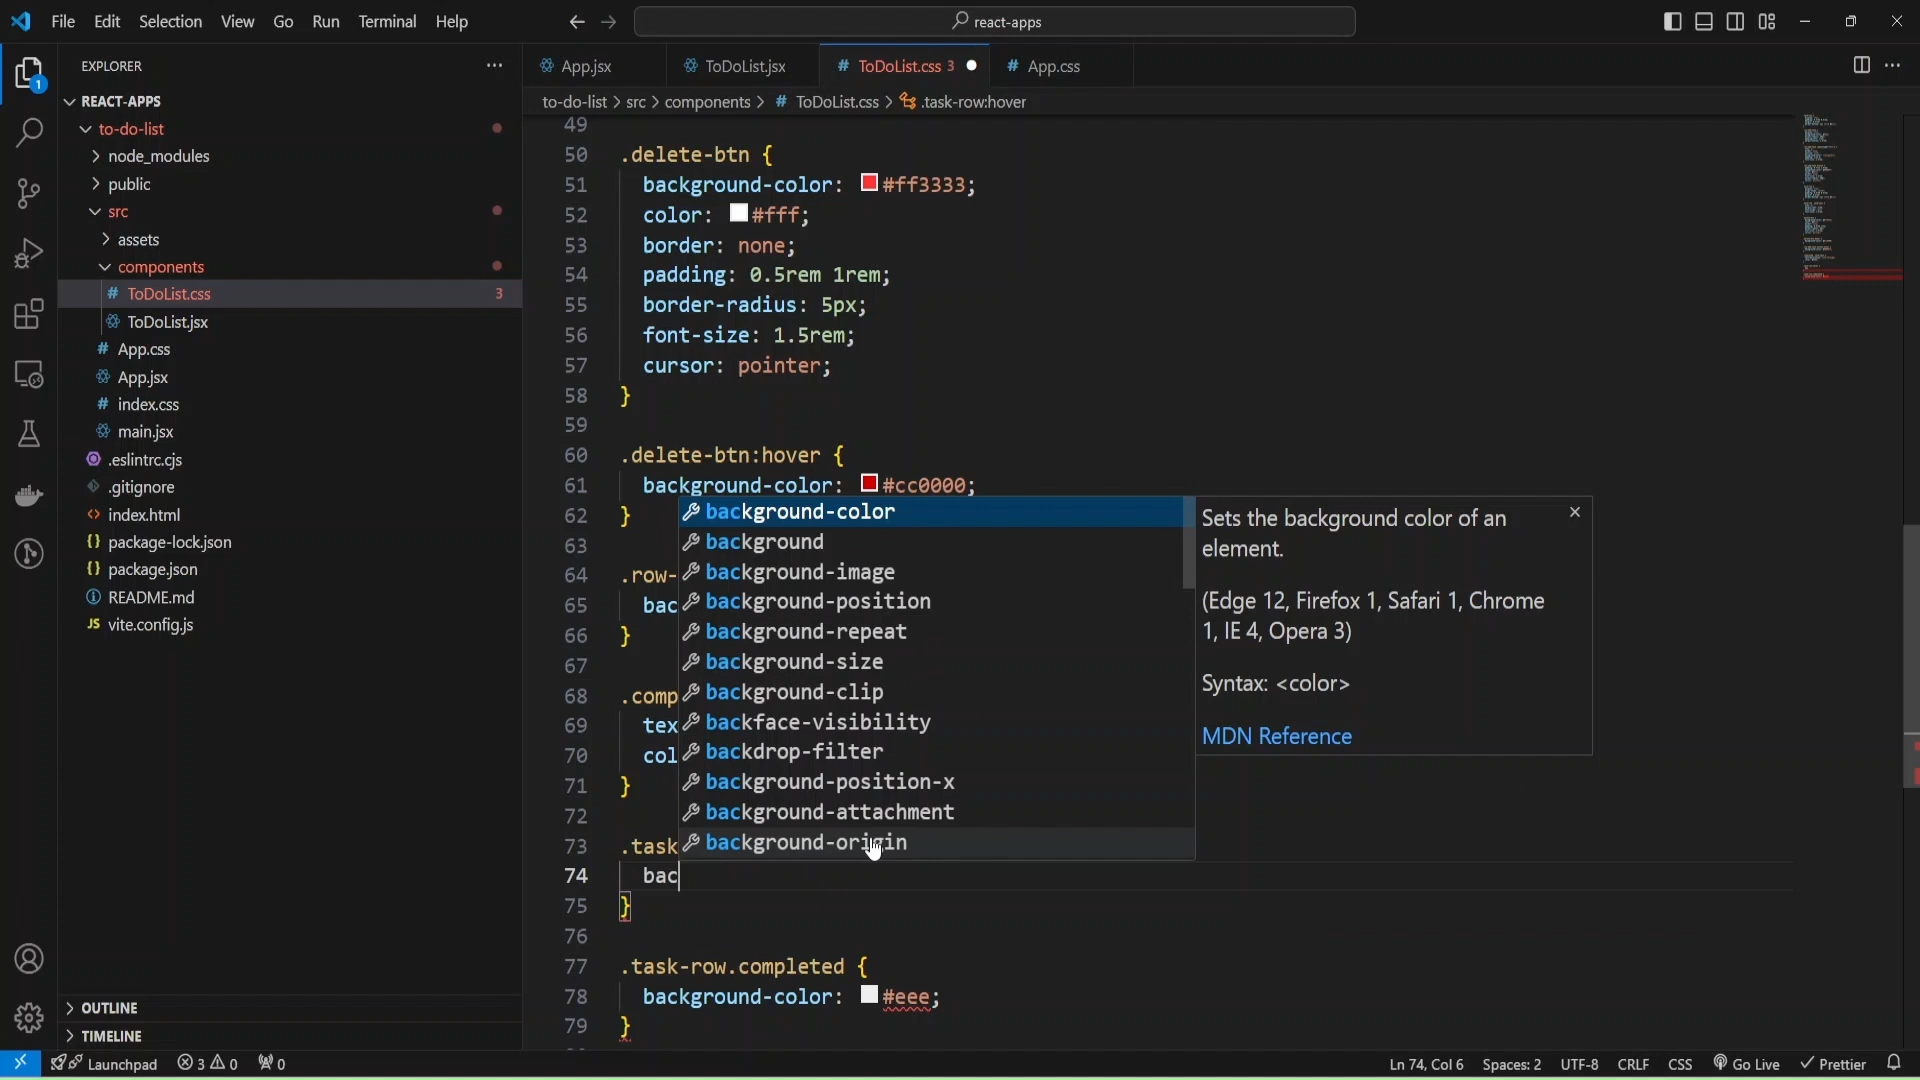 File Edit Selection View Go Run Terminal Help
react-apps
EXPLORER
1
REACT-APPS
to-do-list
node_modules
public
src
assets
components
# ToDoList.css 3
ToDoList.jsx
# App.css
App.jsx
# index.css
main.jsx
.eslintrc.cjs
.gitignore
<> index.html
{} package-lock.json
{} package.json
README.md
JS vite.config.js
OUTLINE
TIMELINE
App.jsx
ToDoList.jsx
# ToDoList.css 3
# App.css
to-do-list > src > components > # ToDoList.css > .task-row:hover
49
50 .delete-btn {
51 background-color: #ff3333;
52 color: #fff;
53 border: none;
54 padding: 0.5rem 1rem;
55 border-radius: 5px;
56 font-size: 1.5rem;
57 cursor: pointer;
58 }
59
60 .delete-btn:hover {
61 background-color: #cc0000;
62 }
63
64 .row-
65 bac
66 }
67
68 .comp
69 tex
70 col
71 }
72
73 .task
74 bac
75 }
76
77 .task-row.completed {
78 background-color: #eee;
79 }
background-color
background
background-image
background-position
background-repeat
background-size
background-clip
backface-visibility
backdrop-filter
background-position-x
background-attachment
background-origin
Sets the background color of an
element.
(Edge 12, Firefox 1, Safari 1, Chrome
1, IE 4, Opera 3)
Syntax: <color>
MDN Reference
Launchpad 3 0 0
Ln 74, Col 6 Spaces: 2 UTF-8 CRLF CSS Go Live Prettier